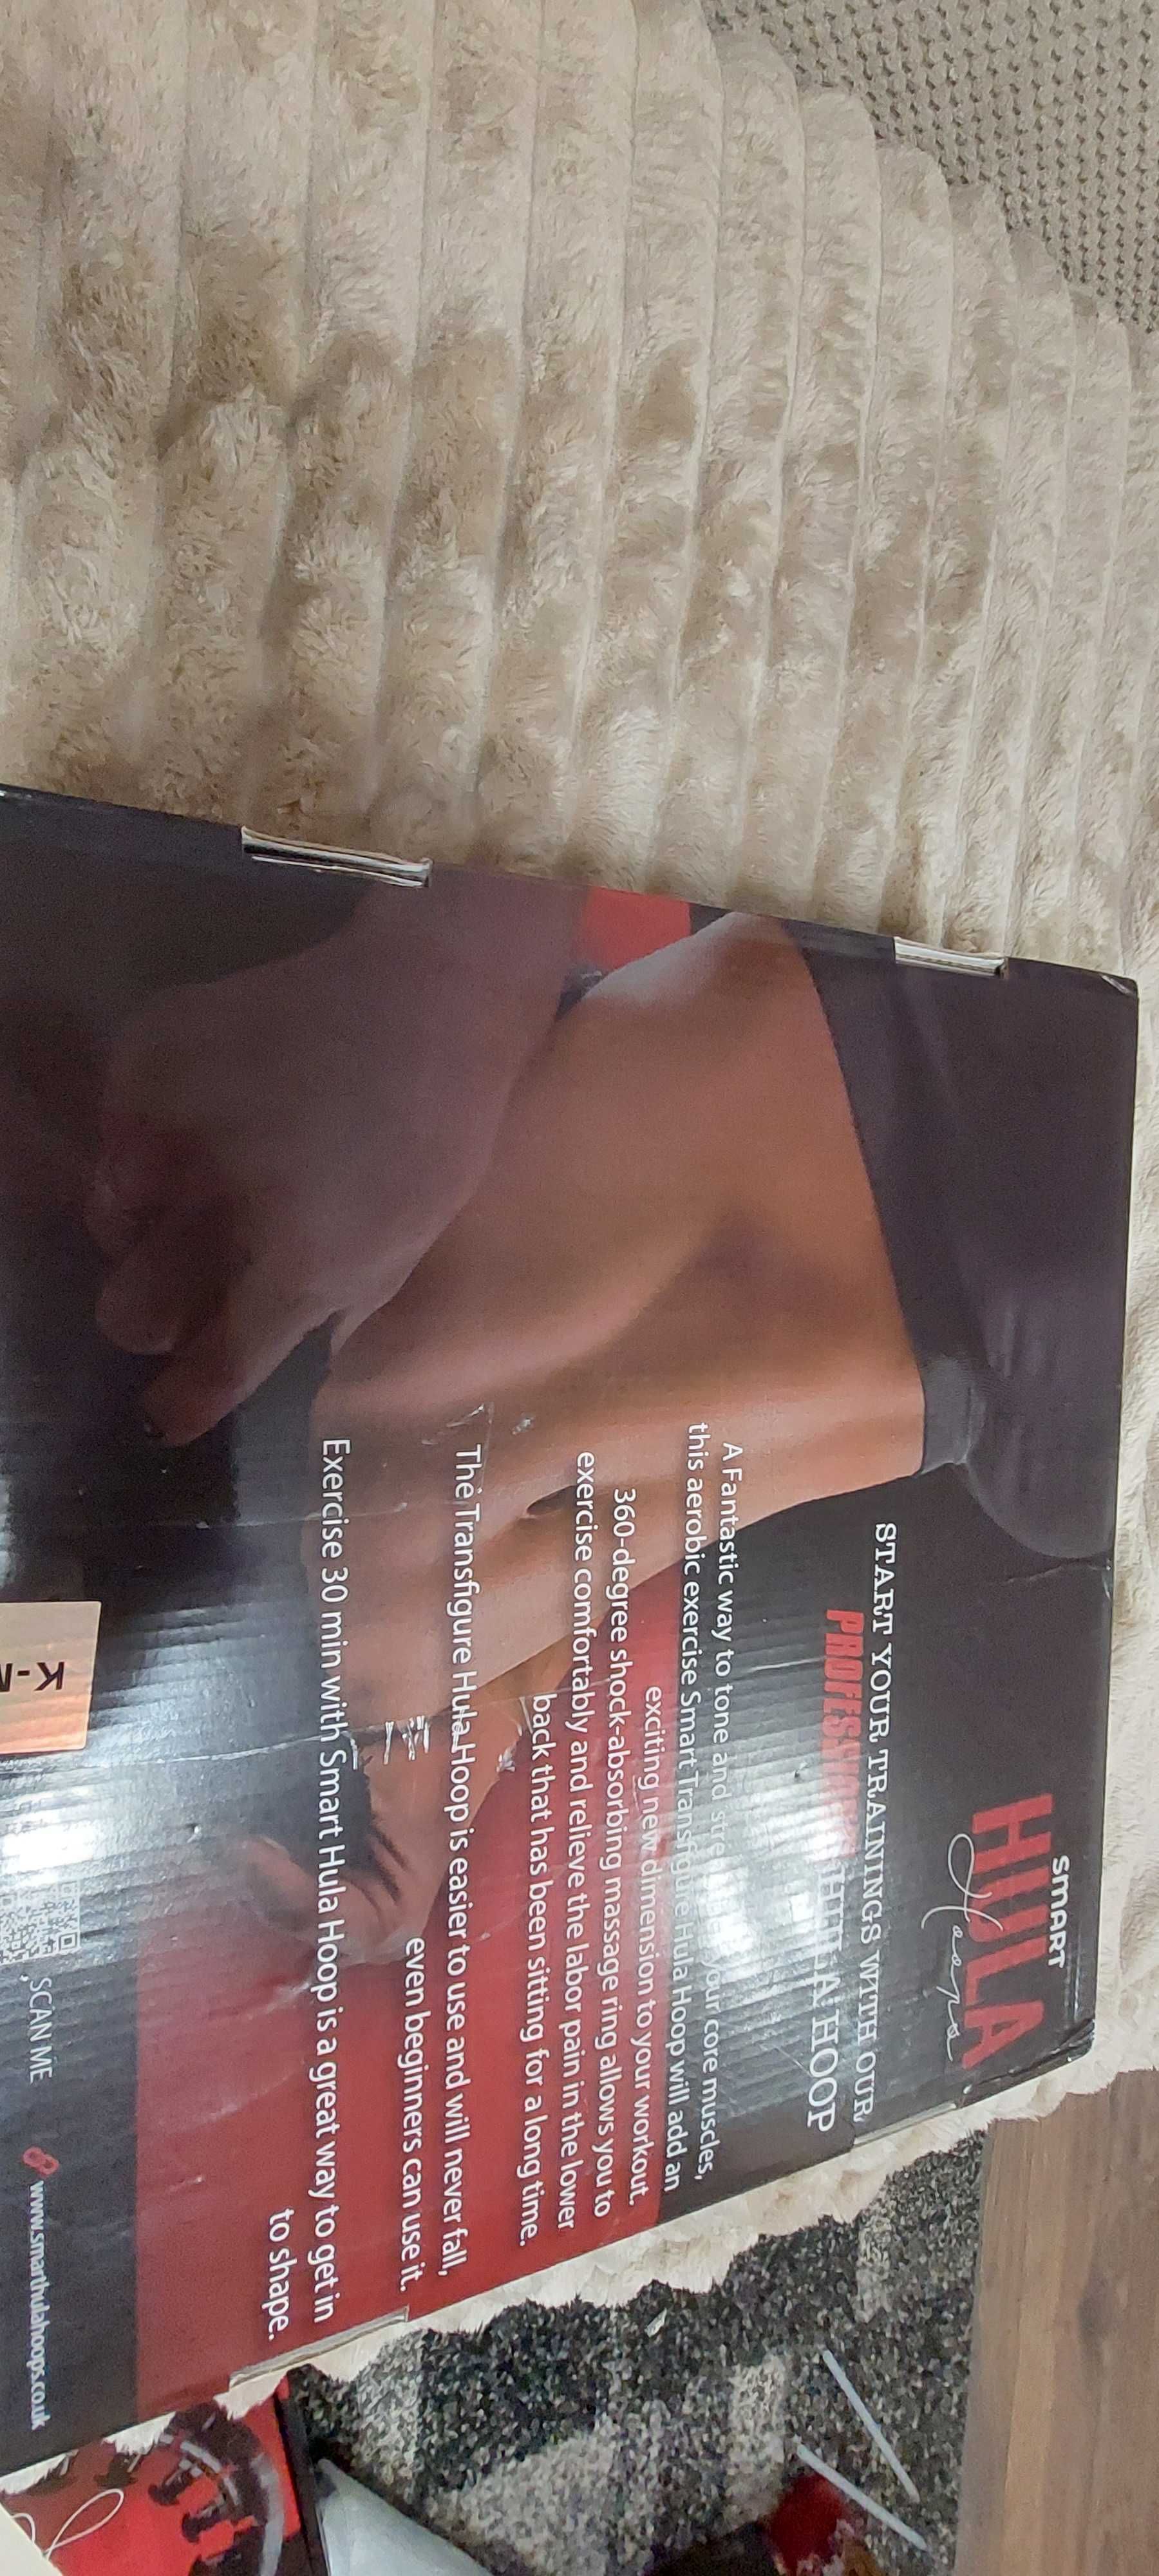 SMART
HULA
Hoops
START YOUR TRAININGS WITH OUR
HULA HOOP
A Fantastic way to tone and your core muscles,
this aerobic exercise Smart Transfigure Hula Hoop will add an
exciting new dimension to your workout.
360-degree shock-absorbing massage ring allows you to
exercise comfortably and relieve the labor pain in the lower
back that has been sitting for a long time.
The Transfigure Hula Hoop is easier to use and will never fall,
even beginners can use it.
Exercise 30 min with Smart Hula Hoop is a great way to get in
to shape.
SCAN ME
www.smarthulahoops.co.uk